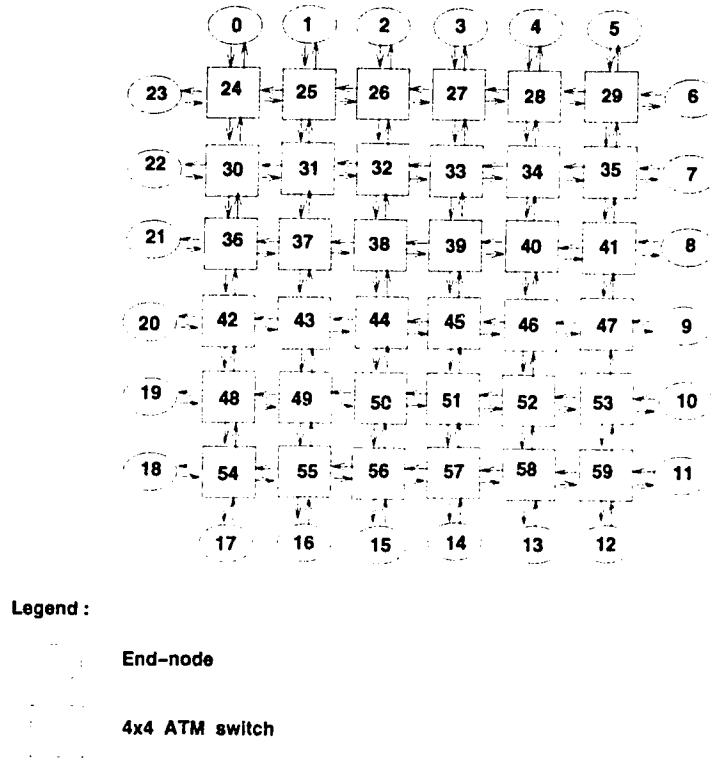 0 1 2 3 4 5
23 24 25 26 27 28 29 6
22 30 31 32 33 34 35 7
21 36 37 38 39 40 41 8
20 42 43 44 45 46 47 9
19 48 49 50 51 52 53 10
18 54 55 56 57 58 59 11
17 16 15 14 13 12
Legend :
End-node
4x4 ATM switch